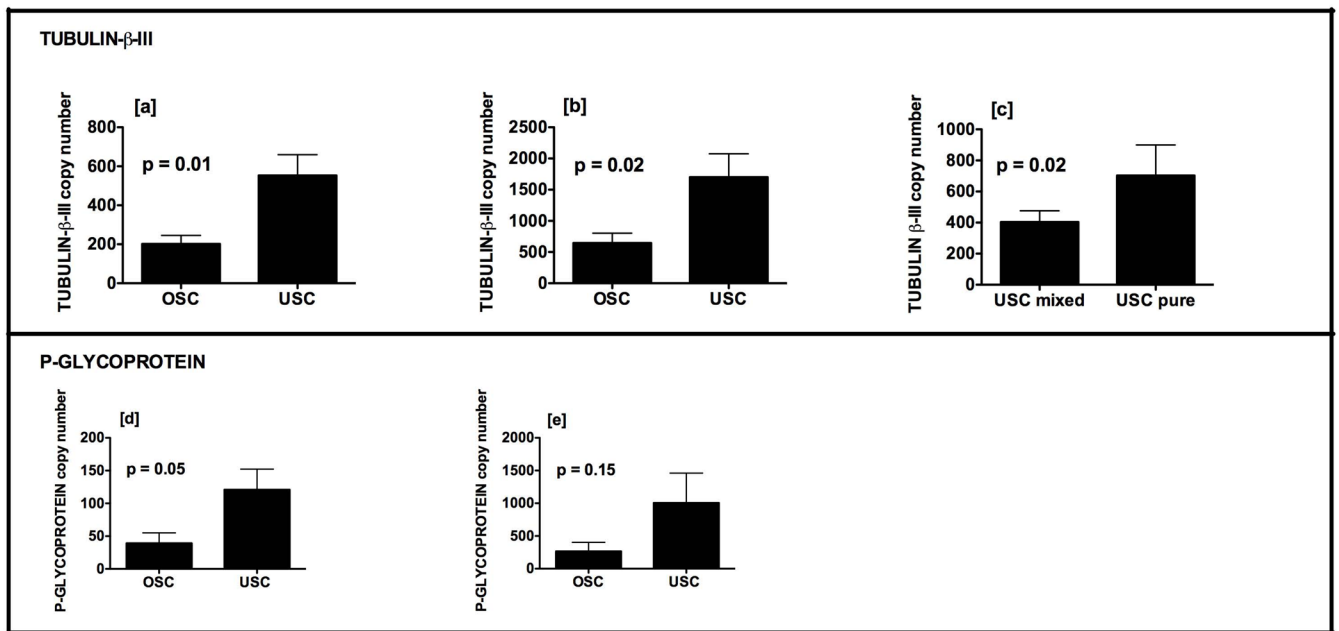 TUBULIN-β-III
[a]
TUBULIN-β-III copy number
800
600
400
200
0
p = 0.01
OSC USC
[b]
TUBULIN-β-III copy number
2500
2000
1500
1000
500
0
p = 0.02
OSC USC
[c]
TUBULIN β-III copy number
1000
800
600
400
200
0
p = 0.02
USC mixed USC pure
P-GLYCOPROTEIN
[d]
P-GLYCOPROTEIN copy number
200
150
100
50
0
p = 0.05
OSC USC
[e]
P-GLYCOPROTEIN copy number
2000
1500
1000
500
0
p = 0.15
OSC USC